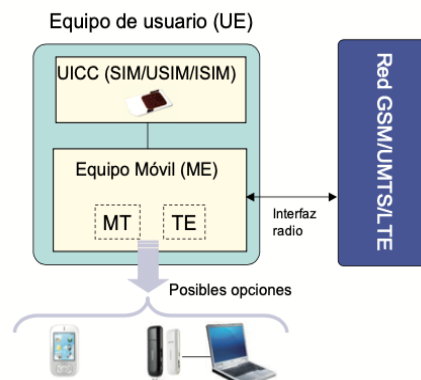 Equipo de usuario (UE)
UICC (SIM/USIM/ISIM)
Equipo Móvil (ME)
MT
TE
Interfaz
radio
Red GSM/UMTS/LTE
Posibles opciones